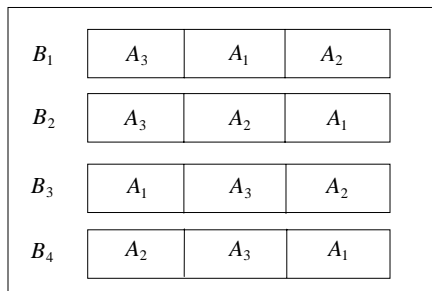 B₁ A₃ A₁ A₂
B₂ A₃ A₂ A₁
B₃ A₁ A₃ A₂
B₄ A₂ A₃ A₁